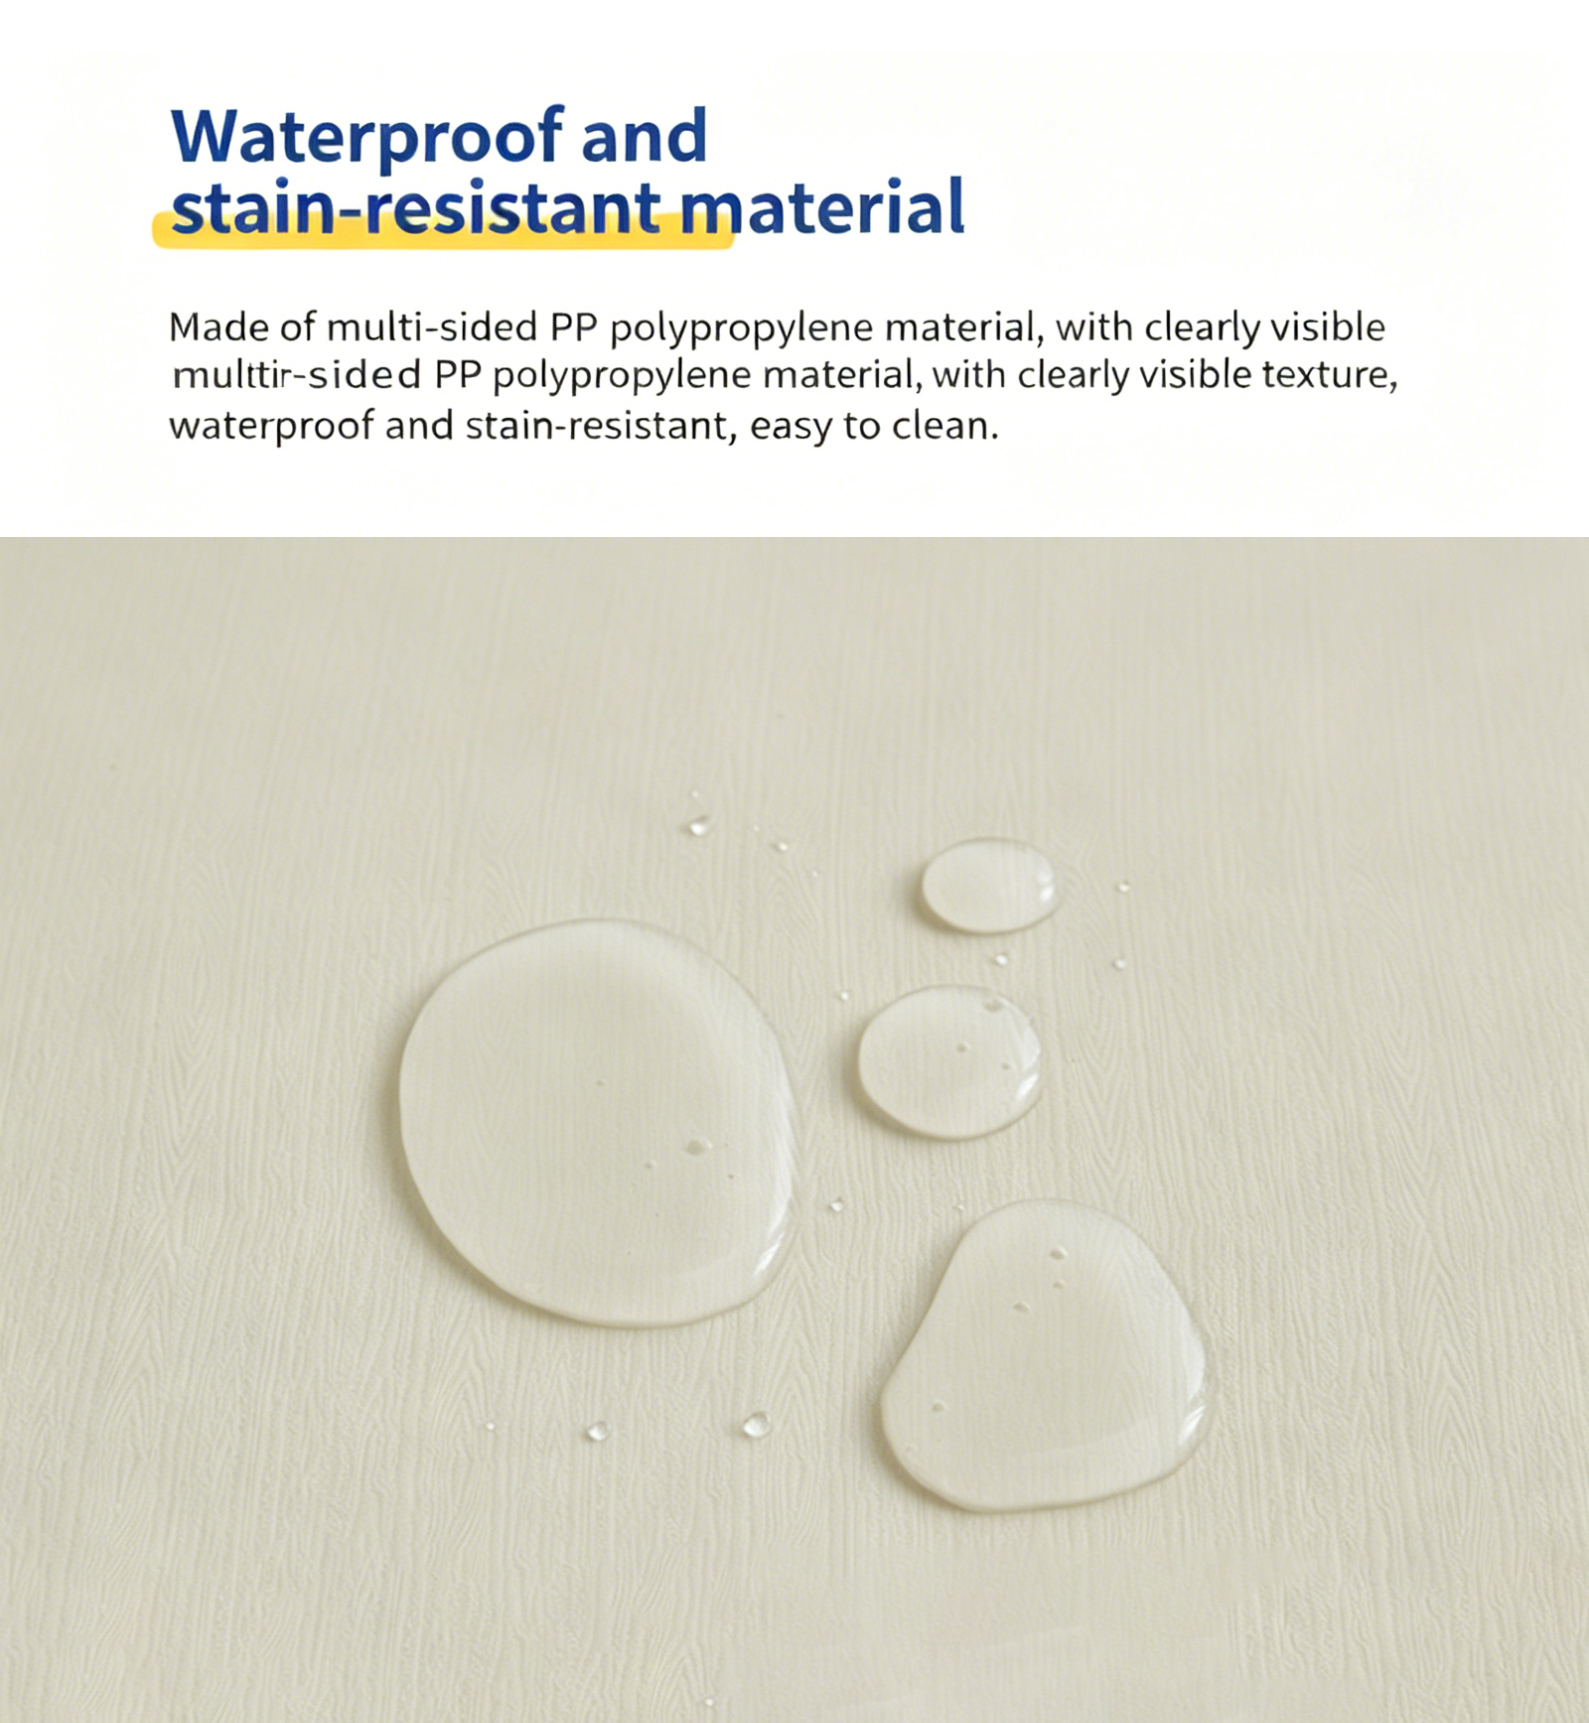 Waterproof and
stain-resistant material
Made of multi-sided PP polypropylene material, with clearly visible
multtir-sided PP polypropylene material, with clearly visible texture,
waterproof and stain-resistant, easy to clean.